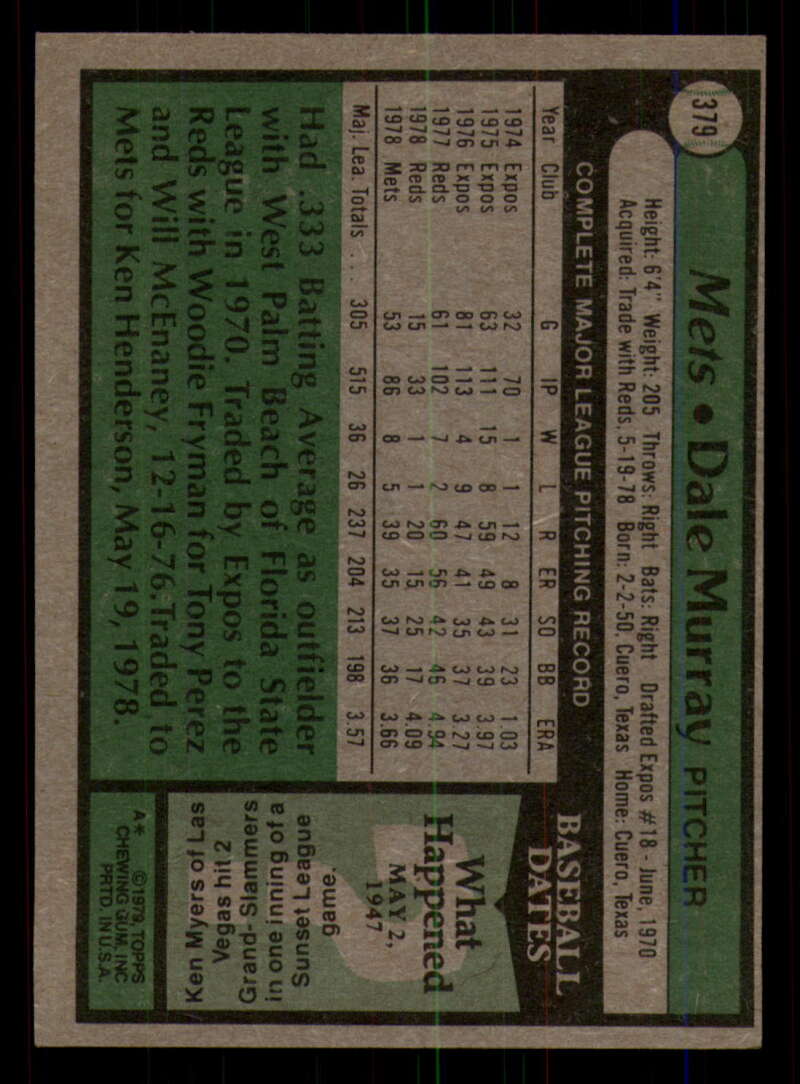 379
Mets • Dale Murray PITCHER
Height: 6'4" Weight: 205 Throws: Right Bats: Right Drafted Expos #18 - June, 1970
Acquired: Trade with Reds, 5-19-78 Born: 2-2-50, Cuero, Texas Home: Cuero, Texas
COMPLETE MAJOR LEAGUE PITCHING RECORD
Year Club G IP W L R ER SO BB ERA
1974 Expos 32 70 1 1 12 8 31 23 1.03
1975 Expos 63 111 15 8 59 49 43 39 3.97
1976 Expos 81 113 4 9 47 41 35 37 3.27
1977 Reds 61 102 7 2 60 56 42 46 4.94
1978 Reds 15 33 1 1 20 15 25 17 4.09
1978 Mets 53 86 8 5 39 35 37 36 3.66
Maj. Lea. Totals . . . 305 515 36 26 237 204 213 198 3.57
Had .333 Batting Average as outfielder
with West Palm Beach of Florida State
League in 1970. Traded by Expos to the
Reds with Woodie Fryman for Tony Perez
and Will McEnaney, 12-16-76.Traded to
Mets for Ken Henderson, May 19, 1978.
BASEBALL
DATES
What
Happened
MAY 2,
1947
Ken Myers of Las
Vegas hit 2
Grand-Slammers
in one inning of a
Sunset League
game.
A* ©1979, TOPPS
CHEWING GUM, INC.
PRTD. IN U.S.A.